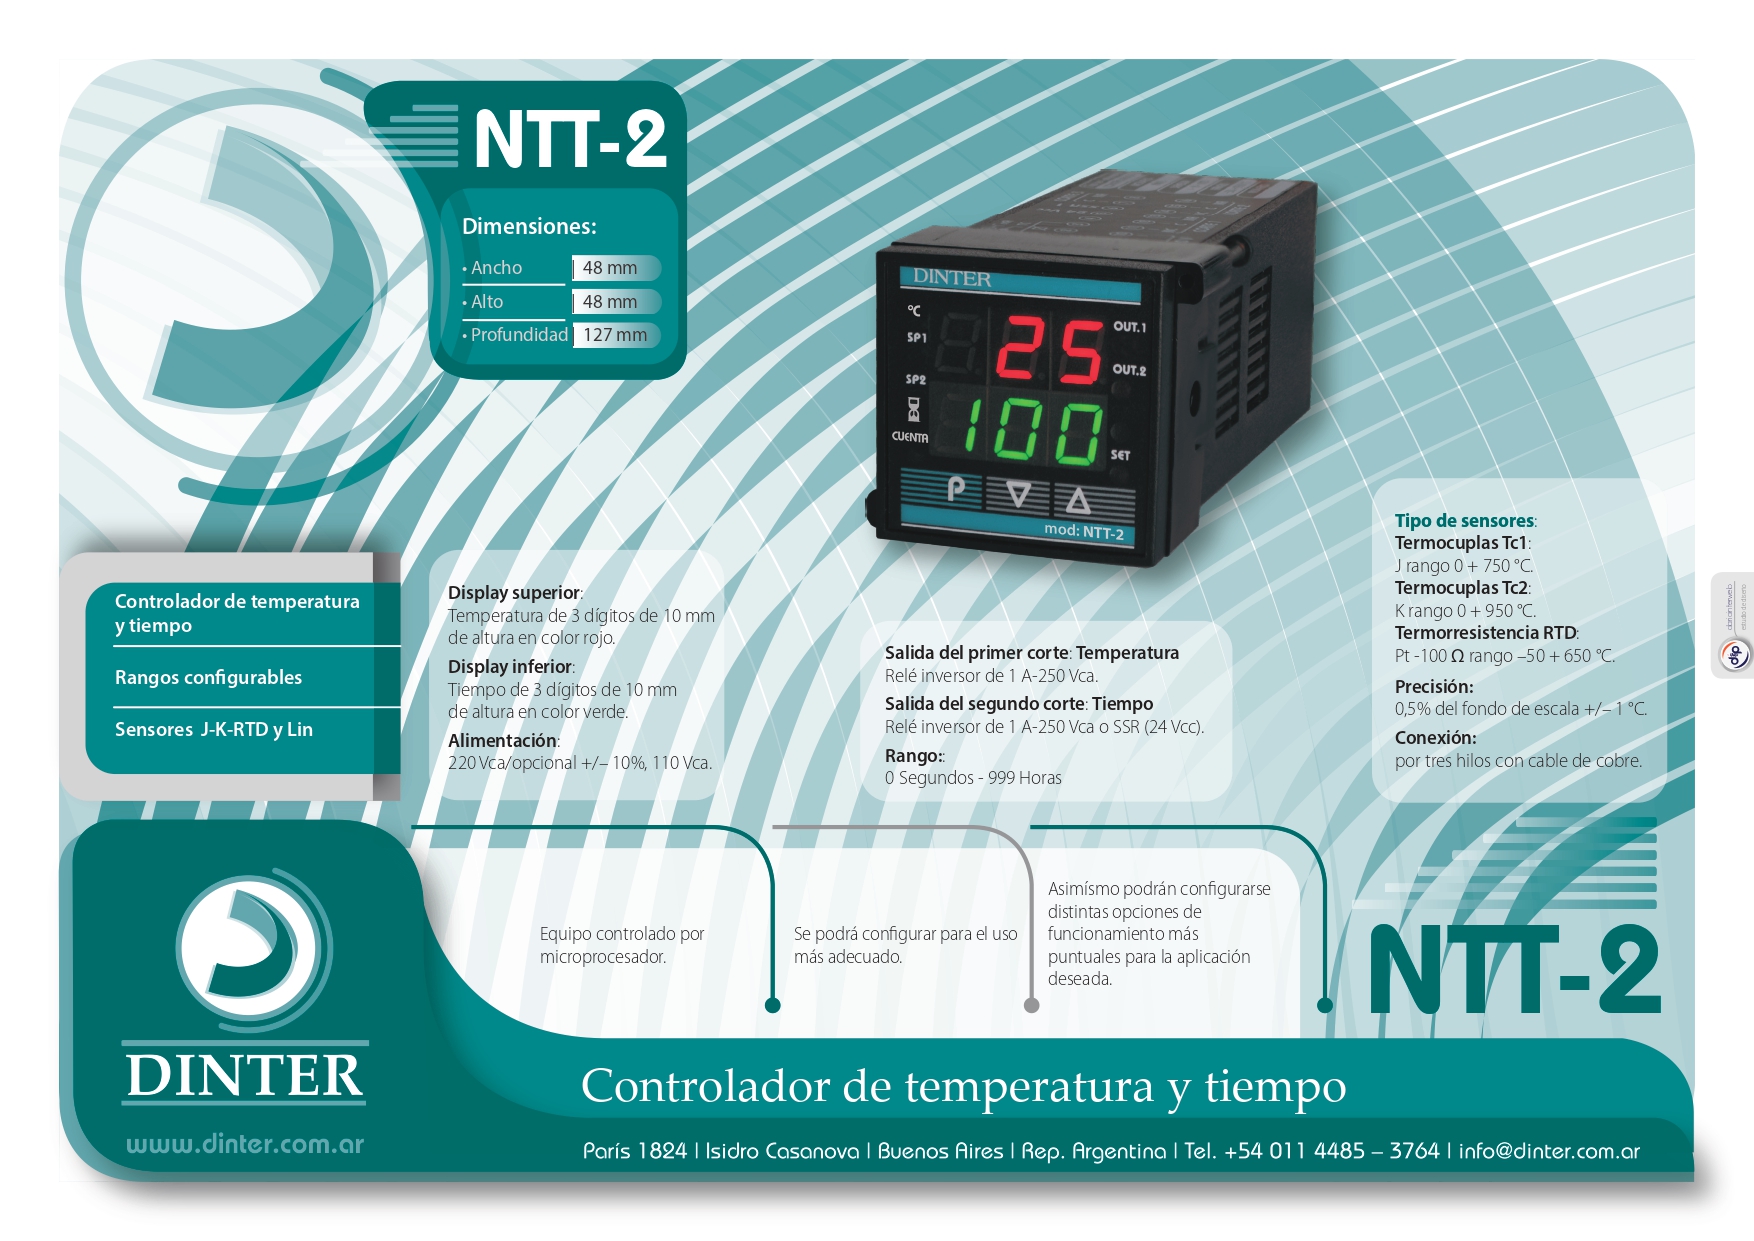 NTT-2
Dimensiones:
• Ancho 48 mm
• Alto 48 mm
• Profundidad 127 mm
DINTER
°C
SP1
SP2
CUENTA
25
100
OUT.1
OUT.2
SET
P
mod: NTT-2
Controlador de temperatura
y tiempo
Rangos configurables
Sensores J-K-RTD y Lin
Display superior:
Temperatura de 3 dígitos de 10 mm
de altura en color rojo.
Display inferior:
Tiempo de 3 dígitos de 10 mm
de altura en color verde.
Alimentación:
220 Vca/opcional +/– 10%, 110 Vca.
Salida del primer corte: Temperatura
Relé inversor de 1 A-250 Vca.
Salida del segundo corte: Tiempo
Relé inversor de 1 A-250 Vca o SSR (24 Vcc).
Rango::
0 Segundos - 999 Horas
Tipo de sensores:
Termocuplas Tc1:
J rango 0 + 750 °C.
Termocuplas Tc2:
K rango 0 + 950 °C.
Termorresistencia RTD:
Pt -100 Ω rango –50 + 650 °C.
Precisión:
0,5% del fondo de escala +/– 1 °C.
Conexión:
por tres hilos con cable de cobre.
Equipo controlado por
microprocesador.
Se podrá configurar para el uso
más adecuado.
Asimísmo podrán configurarse
distintas opciones de
funcionamiento más
puntuales para la aplicación
deseada.
NTT-2
DINTER
www.dinter.com.ar
Controlador de temperatura y tiempo
París 1824 | Isidro Casanova | Buenos Aires | Rep. Argentina | Tel. +54 011 4485 – 3764 | info@dinter.com.ar